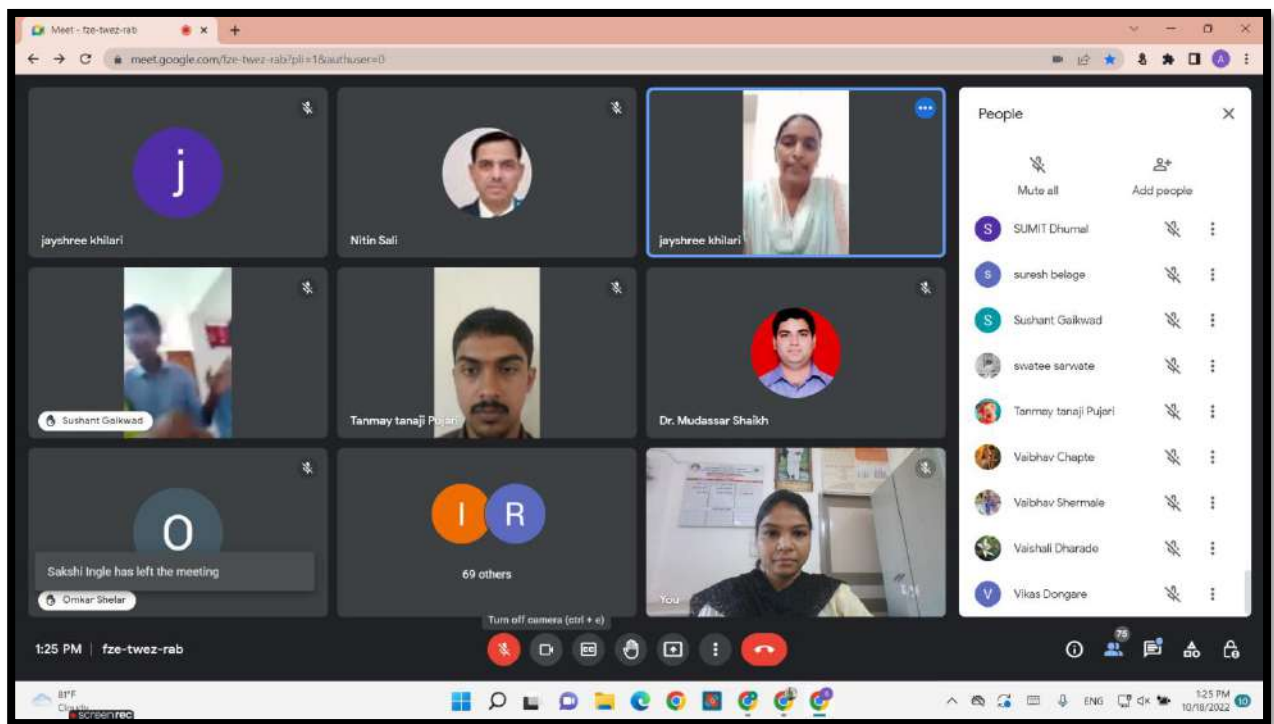 Meet - fze-twez-rab
meet.google.com/fze-twez-rab?pli=1&authuser=0
A
j
jayshree khilari
Nitin Sali
jayshree khilari
Sushant Gaikwad
Tanmay tanaji Pujari
Dr. Mudassar Shaikh
O
Sakshi Ingle has left the meeting
Omkar Shelar
I R
69 others
You
Turn off camera (ctrl + e)
People
Mute all
Add people
S SUMIT Dhumal
s suresh belage
S Sushant Gaikwad
swatee sarwate
Tanmay tanaji Pujari
Vaibhav Chapte
Vaibhav Shermale
Vaishali Dharade
V Vikas Dongare
1:25 PM | fze-twez-rab
CC
75
81°F
Cloudy
screenrec
ENG
1:25 PM
10/18/2022
10